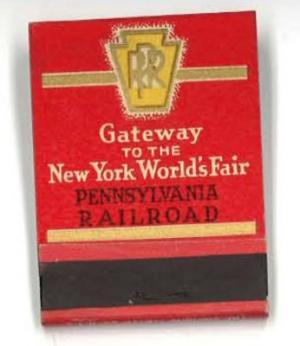 PRR
Gateway
TO THE
New York World's Fair
PENNSYLVANIA
RAILROAD